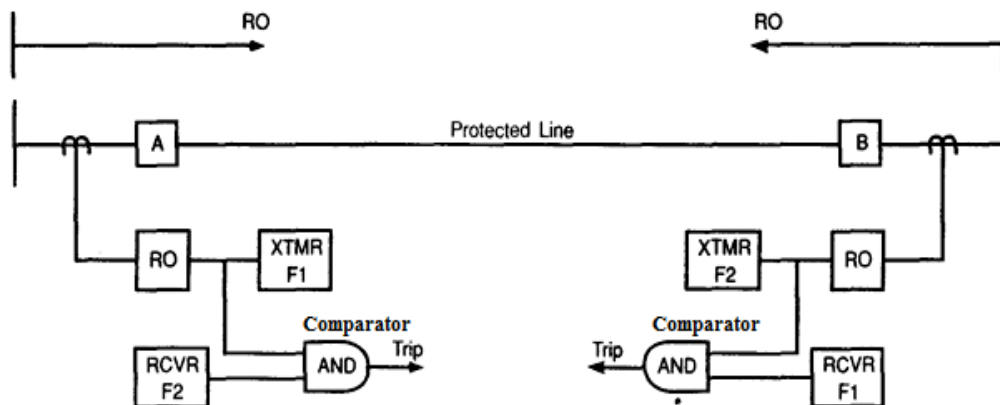 RO RO
A Protected Line B
RO XTMR F1 XTMR F2 RO
Comparator Comparator
RCVR F2 AND Trip Trip AND RCVR F1